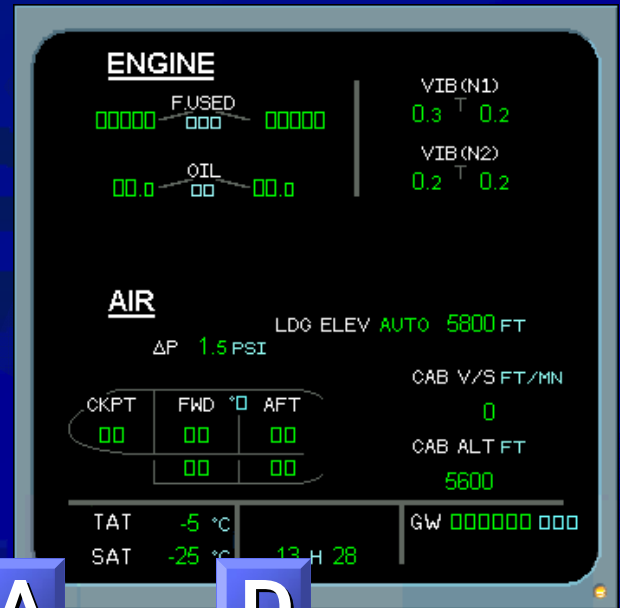 ENGINE
F.USED
OIL
VIB(N1)
0.3 0.2
VIB(N2)
0.2 0.2
AIR
LDG ELEV AUTO 5800 FT
ΔP 1.5 PSI
CAB V/S FT/MN
0
CKPT FWD ° AFT
CAB ALT FT
5600
TAT -5 °C
SAT -25 °C
13 H 28
GW
A
D